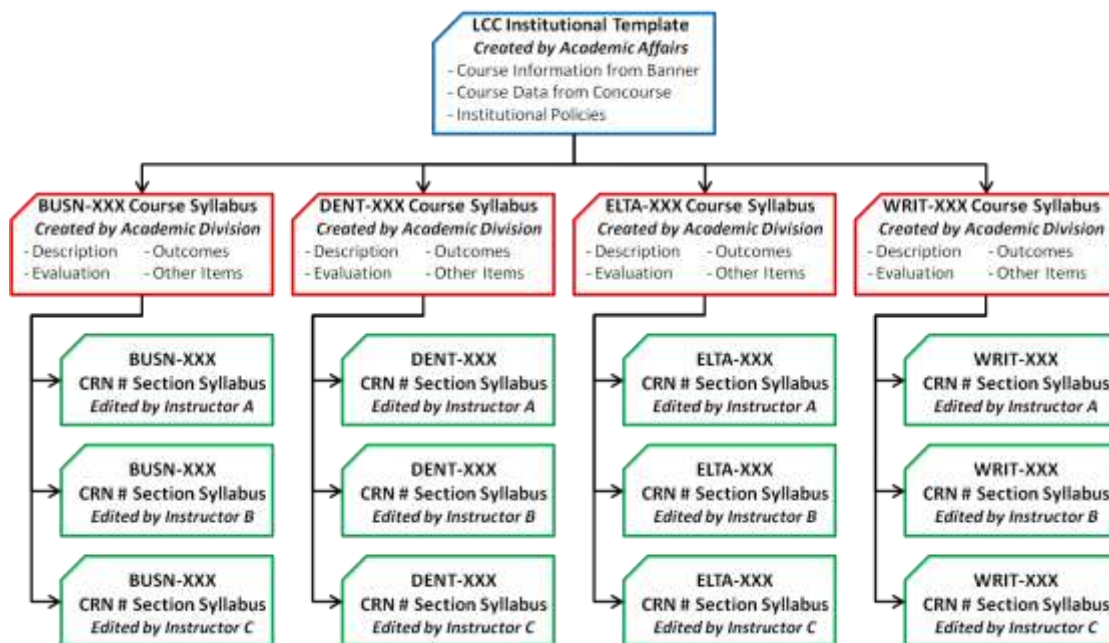 LCC Institutional Template
Created by Academic Affairs
- Course Information from Banner
- Course Data from Concourse
- Institutional Policies
BUSN-XXX Course Syllabus
Created by Academic Division
- Description - Outcomes
- Evaluation - Other Items
DENT-XXX Course Syllabus
Created by Academic Division
- Description - Outcomes
- Evaluation - Other Items
ELTA-XXX Course Syllabus
Created by Academic Division
- Description - Outcomes
- Evaluation - Other Items
WRIT-XXX Course Syllabus
Created by Academic Division
- Description - Outcomes
- Evaluation - Other Items
BUSN-XXX
CRN # Section Syllabus
Edited by Instructor A
BUSN-XXX
CRN # Section Syllabus
Edited by Instructor B
BUSN-XXX
CRN # Section Syllabus
Edited by Instructor C
DENT-XXX
CRN # Section Syllabus
Edited by Instructor A
DENT-XXX
CRN # Section Syllabus
Edited by Instructor B
DENT-XXX
CRN # Section Syllabus
Edited by Instructor C
ELTA-XXX
CRN # Section Syllabus
Edited by Instructor A
ELTA-XXX
CRN # Section Syllabus
Edited by Instructor B
ELTA-XXX
CRN # Section Syllabus
Edited by Instructor C
WRIT-XXX
CRN # Section Syllabus
Edited by Instructor A
WRIT-XXX
CRN # Section Syllabus
Edited by Instructor B
WRIT-XXX
CRN # Section Syllabus
Edited by Instructor C